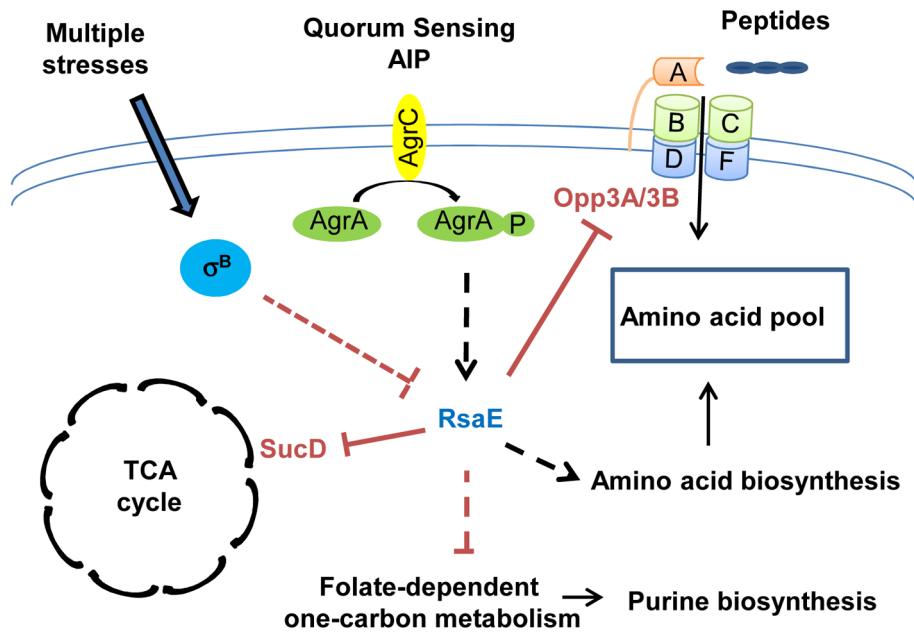 Multiple
stresses
Quorum Sensing
AIP
Peptides
A
B
C
D
F
AgrC
AgrA
AgrA
P
Opp3A/3B
σB
Amino acid pool
RsaE
SucD
TCA
cycle
Amino acid biosynthesis
Folate-dependent
one-carbon metabolism
Purine biosynthesis